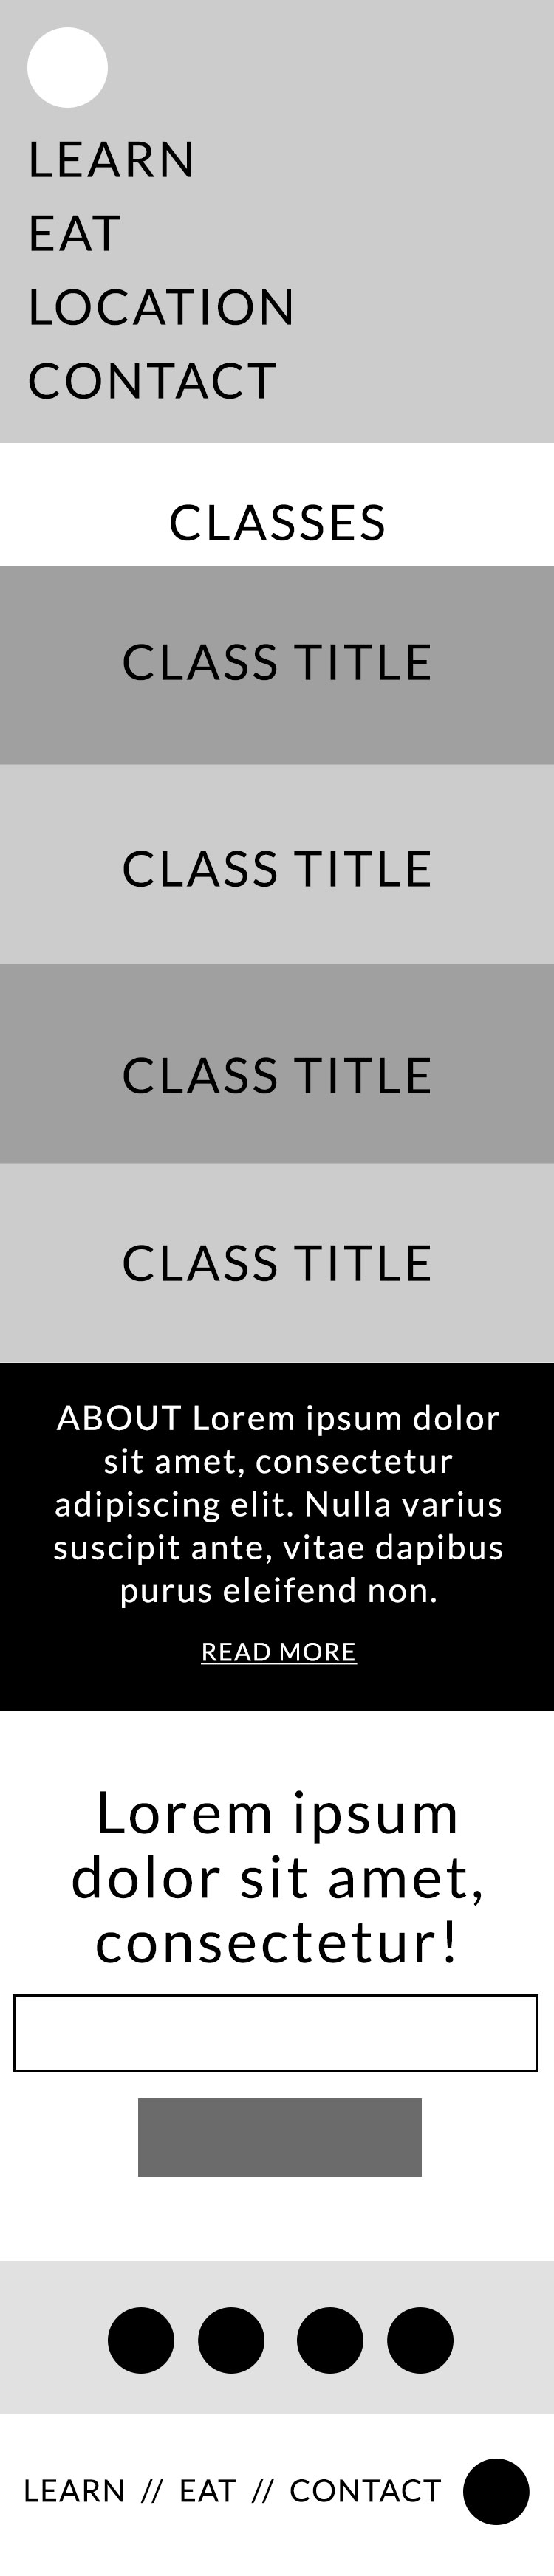 LEARN
EAT
LOCATION
CONTACT
CLASSES
CLASS TITLE
CLASS TITLE
CLASS TITLE
CLASS TITLE
ABOUT Lorem ipsum dolor
sit amet, consectetur
adipiscing elit. Nulla varius
suscipit ante, vitae dapibus
purus eleifend non.
READ MORE
Lorem ipsum
dolor sit amet,
consectetur!
LEARN // EAT // CONTACT